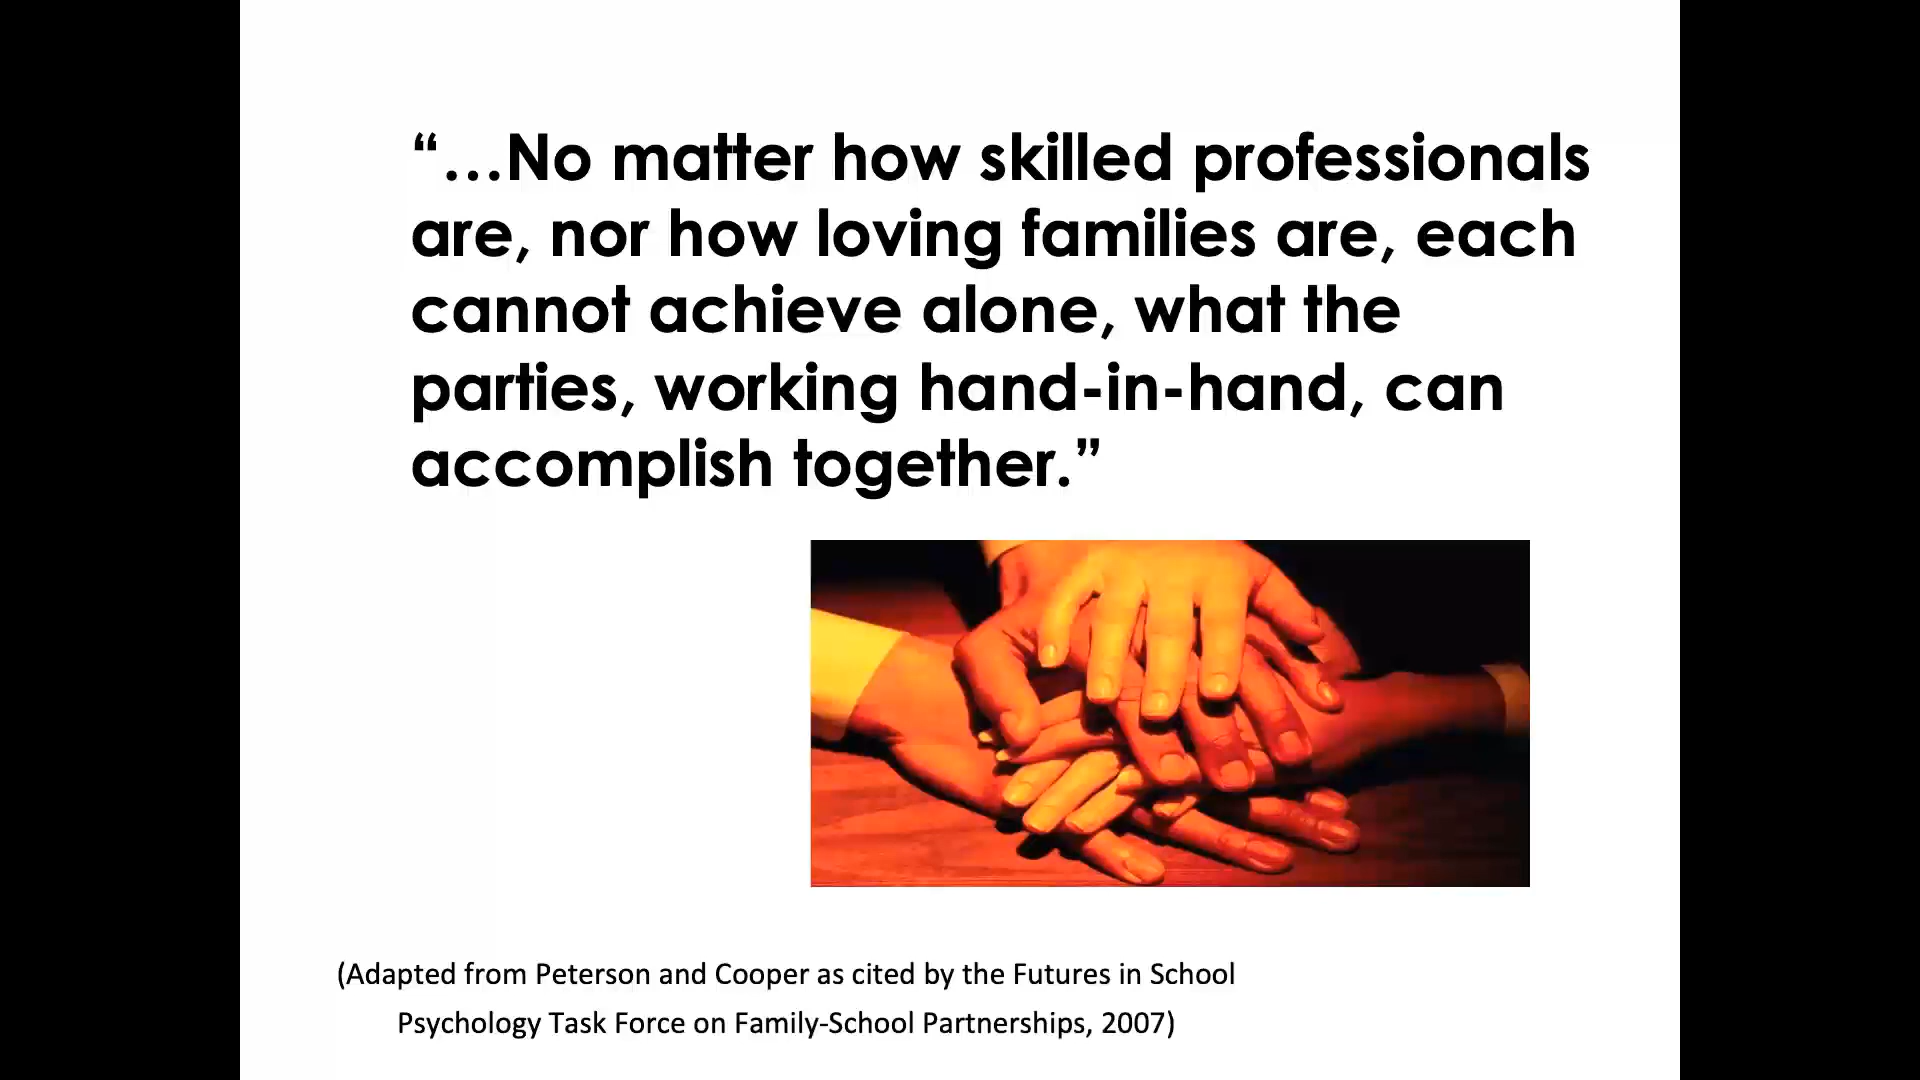 “…No matter how skilled professionals
are, nor how loving families are, each
cannot achieve alone, what the
parties, working hand-in-hand, can
accomplish together.”
(Adapted from Peterson and Cooper as cited by the Futures in School
Psychology Task Force on Family-School Partnerships, 2007)